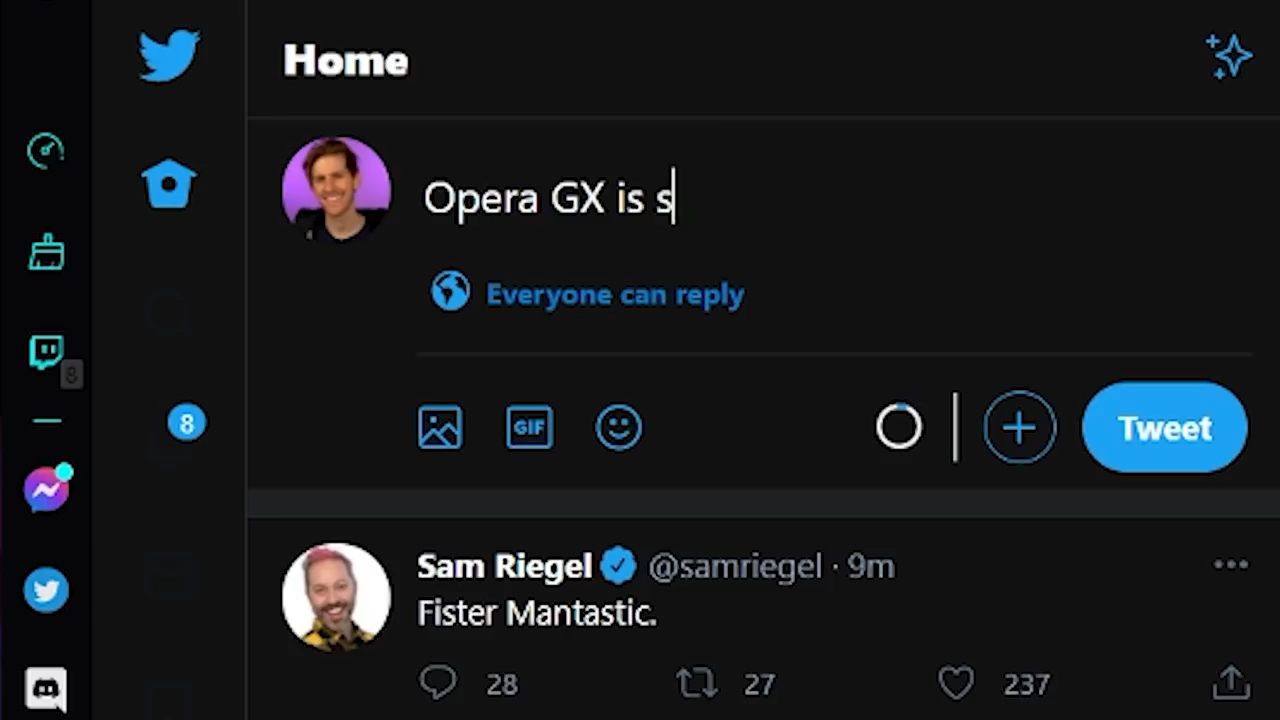 Home
Opera GX is s
Everyone can reply
8
8
GIF
Tweet
Sam Riegel @samriegel · 9m
Fister Mantastic.
28 27 237